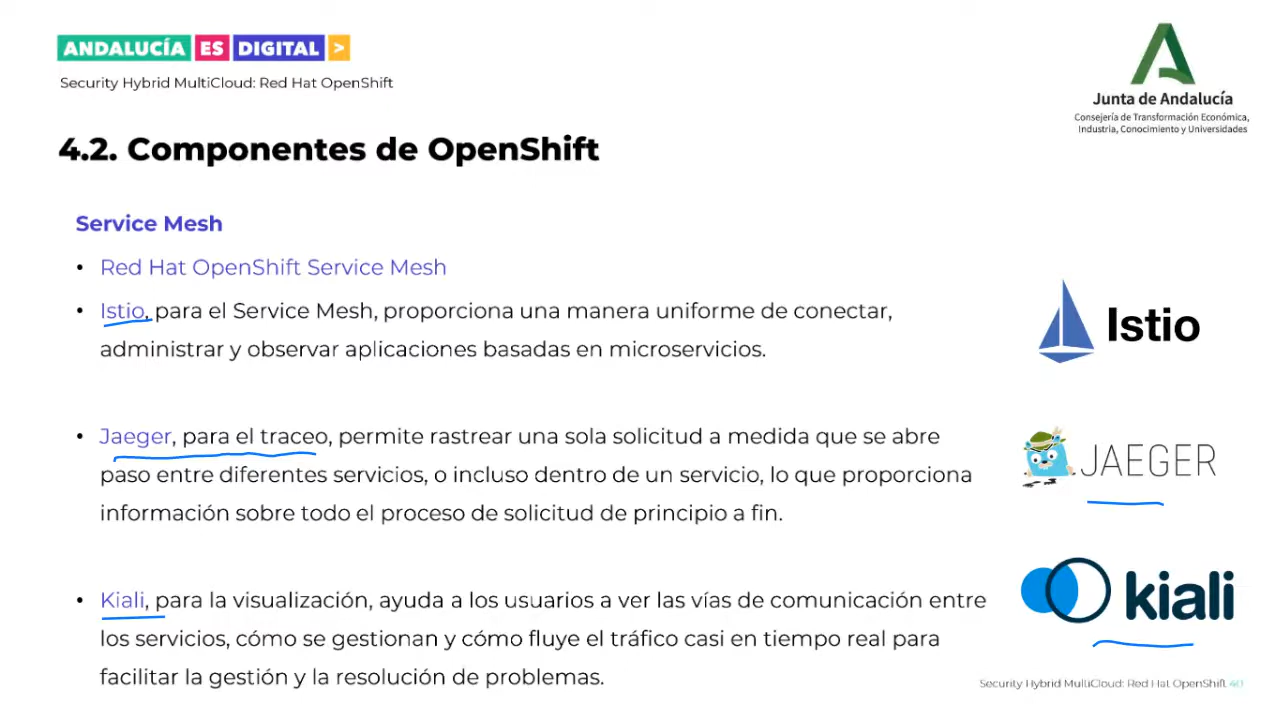 ANDALUCÍA ES DIGITAL >
Security Hybrid MultiCloud: Red Hat OpenShift
Junta de Andalucía
Consejería de Transformación Económica,
Industria, Conocimiento y Universidades
4.2. Componentes de OpenShift
Service Mesh
• Red Hat OpenShift Service Mesh
• Istio, para el Service Mesh, proporciona una manera uniforme de conectar,
administrar y observar aplicaciones basadas en microservicios.
Istio
• Jaeger, para el traceo, permite rastrear una sola solicitud a medida que se abre
paso entre diferentes servicios, o incluso dentro de un servicio, lo que proporciona
información sobre todo el proceso de solicitud de principio a fin.
JAEGER
• Kiali, para la visualización, ayuda a los usuarios a ver las vías de comunicación entre
los servicios, cómo se gestionan y cómo fluye el tráfico casi en tiempo real para
facilitar la gestión y la resolución de problemas.
kiali
Security Hybrid MultiCloud: Red Hat OpenShift 40